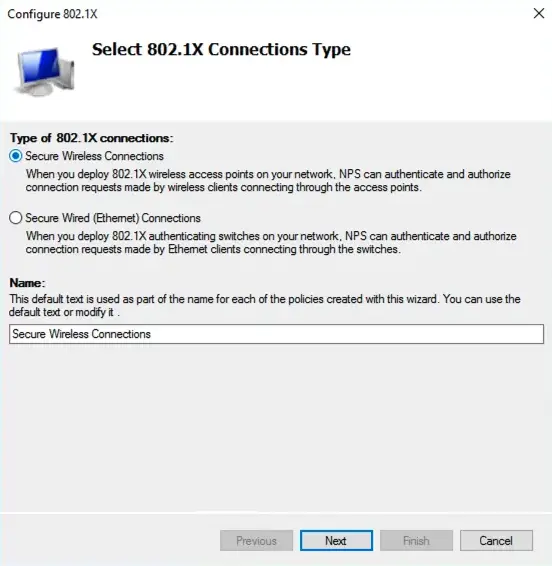 Configure 802.1X
Select 802.1X Connections Type
Type of 802.1X connections:
Secure Wireless Connections
When you deploy 802.1X wireless access points on your network, NPS can authenticate and authorize
connection requests made by wireless clients connecting through the access points.
Secure Wired (Ethernet) Connections
When you deploy 802.1X authenticating switches on your network, NPS can authenticate and authorize
connection requests made by Ethernet clients connecting through the switches.
Name:
This default text is used as part of the name for each of the policies created with this wizard. You can use the
default text or modify it .
Secure Wireless Connections
Previous
Next
Finish
Cancel